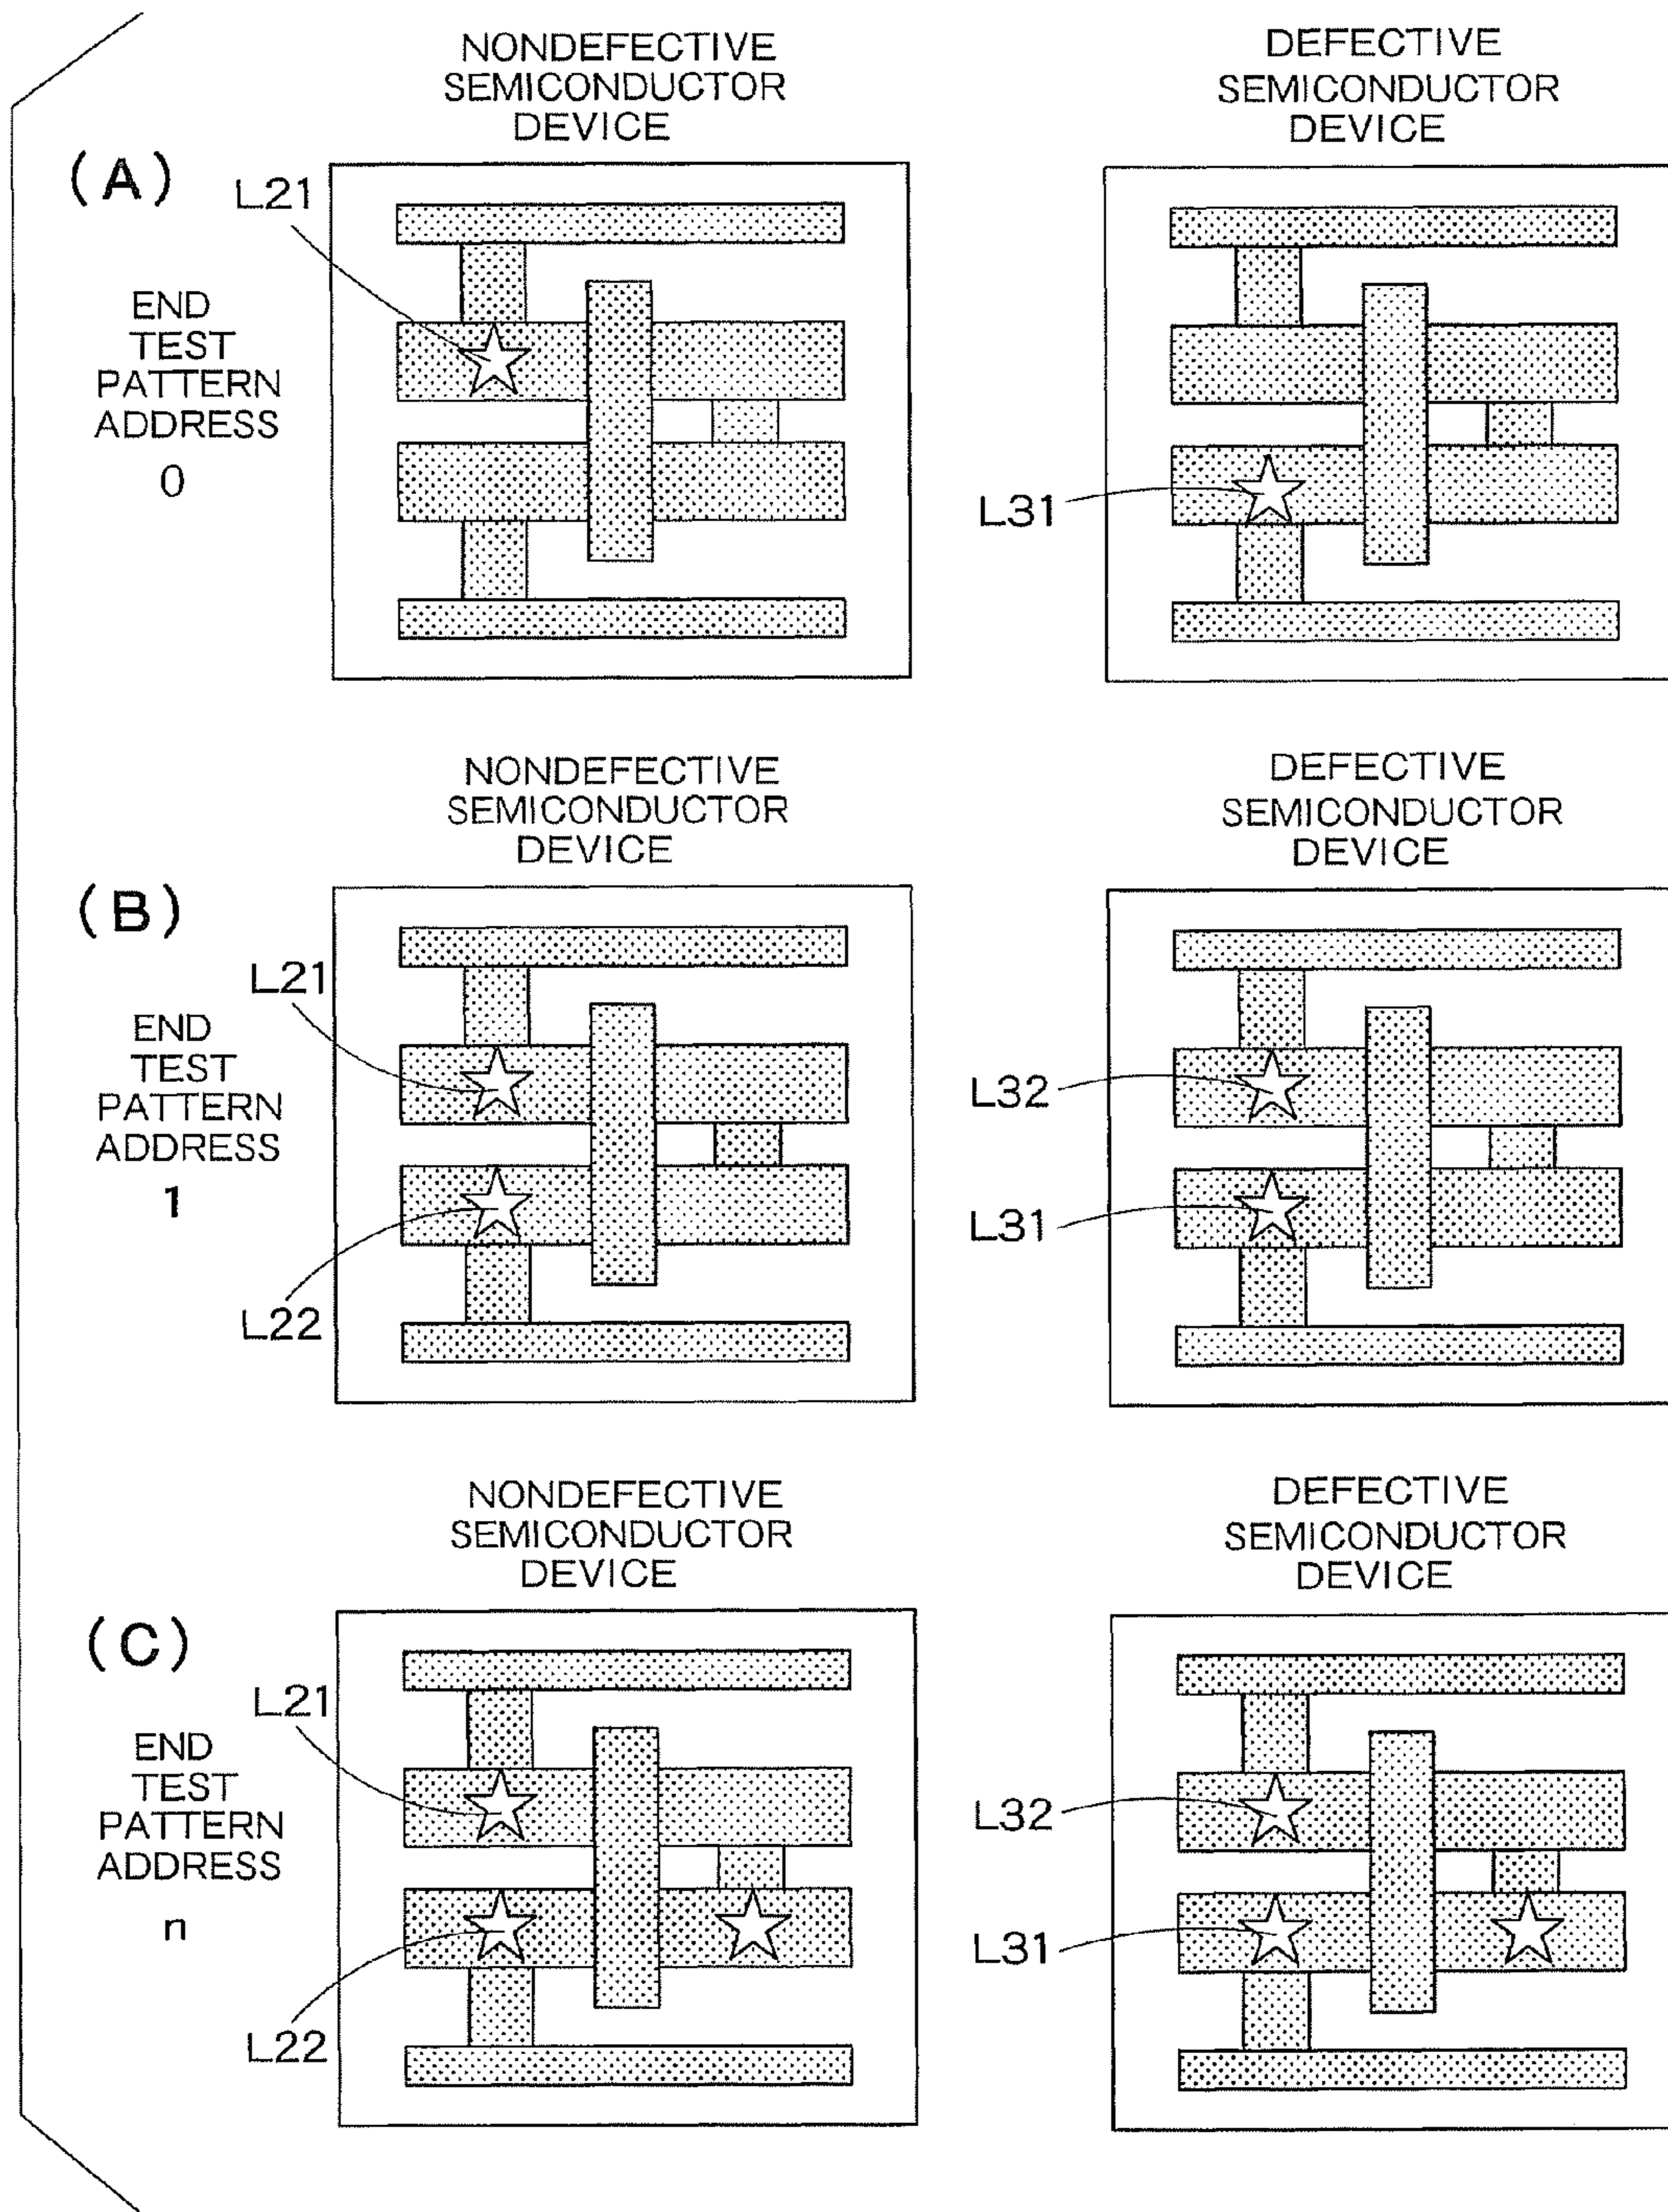 NONDEFECTIVE
SEMICONDUCTOR
DEVICE
DEFECTIVE
SEMICONDUCTOR
DEVICE
(A)
L21
END
TEST
PATTERN
ADDRESS
0
L31
NONDEFECTIVE
SEMICONDUCTOR
DEVICE
DEFECTIVE
SEMICONDUCTOR
DEVICE
(B)
L21
END
TEST
PATTERN
ADDRESS
1
L22
L32
L31
NONDEFECTIVE
SEMICONDUCTOR
DEVICE
DEFECTIVE
SEMICONDUCTOR
DEVICE
(C)
L21
END
TEST
PATTERN
ADDRESS
n
L22
L32
L31